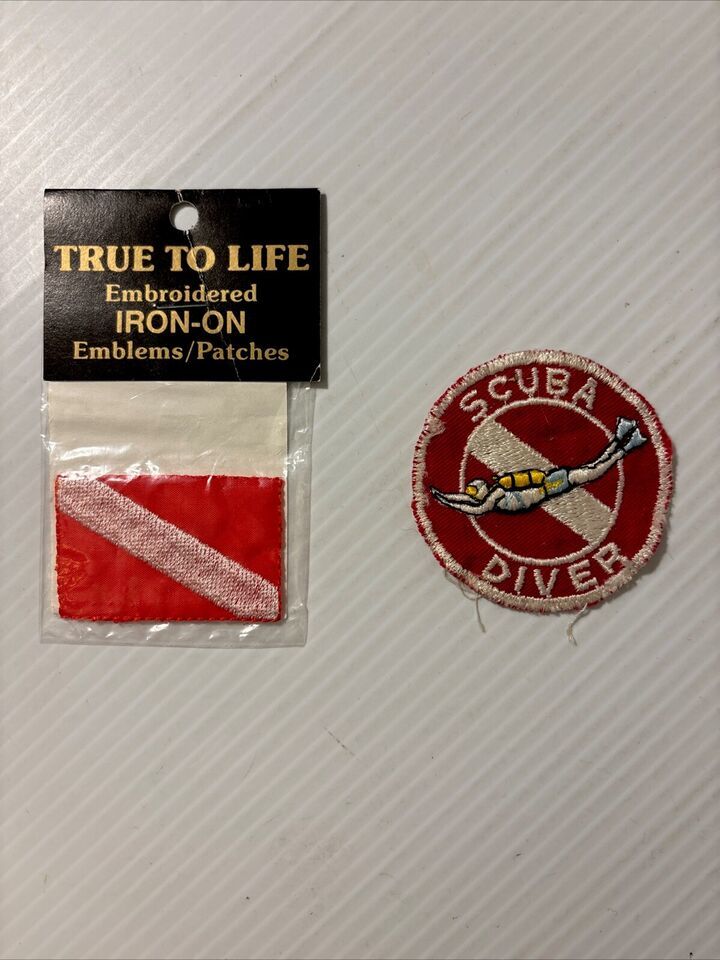 TRUE TO LIFE
Embroidered
IRON-ON
Emblems/Patches
SCUBA
DIVER